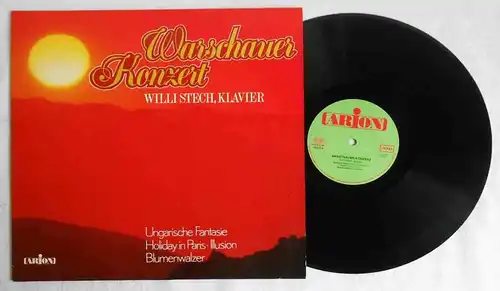 Warschauer
Konzert
WILLI STECH, KLAVIER
Ungarische Fantasie
Holiday in Paris · Illusion
Blumenwalzer
ARION
ARION